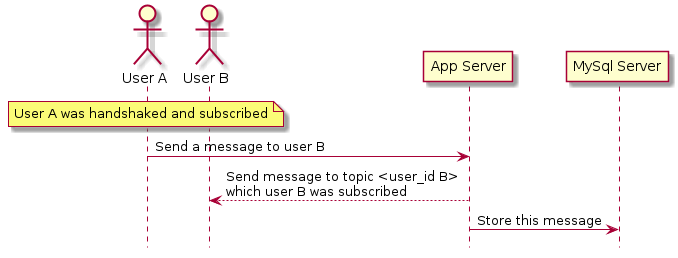 User A
User B
App Server
MySql Server
User A was handshaked and subscribed
Send a message to user B
Send message to topic <user_id B>
which user B was subscribed
Store this message